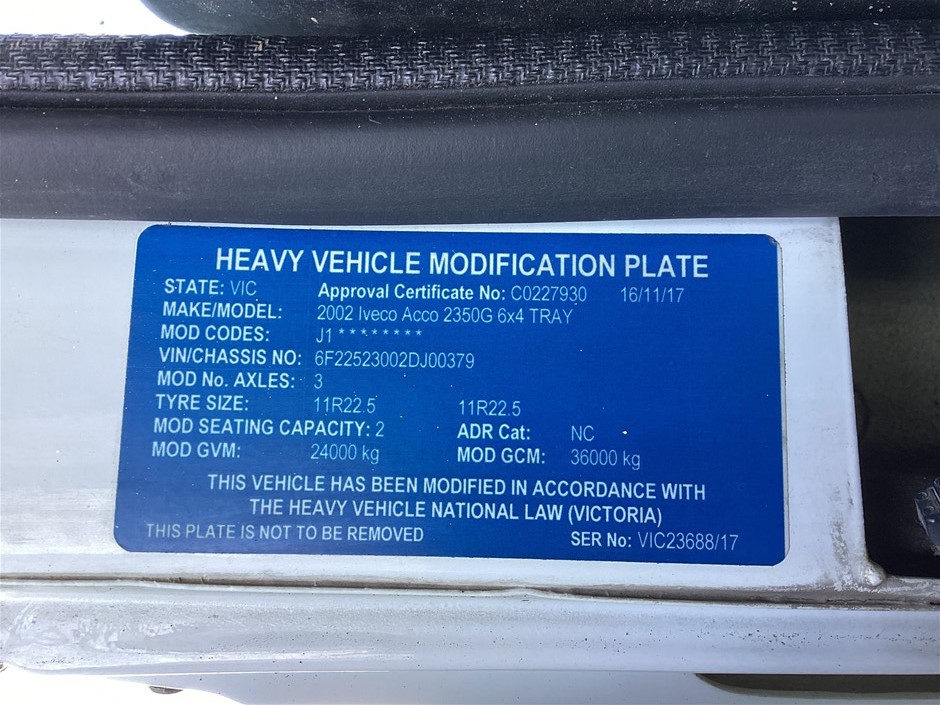 HEAVY VEHICLE MODIFICATION PLATE
STATE: VIC Approval Certificate No: C0227930 16/11/17
MAKE/MODEL: 2002 Iveco Acco 2350G 6x4 TRAY
MOD CODES: J1 * * * * * * * *
VIN/CHASSIS NO: 6F22523002DJ00379
MOD No. AXLES: 3
TYRE SIZE: 11R22.5 11R22.5
MOD SEATING CAPACITY: 2 ADR Cat: NC
MOD GVM: 24000 kg MOD GCM: 36000 kg
THIS VEHICLE HAS BEEN MODIFIED IN ACCORDANCE WITH
THE HEAVY VEHICLE NATIONAL LAW (VICTORIA)
THIS PLATE IS NOT TO BE REMOVED SER No: VIC23688/17